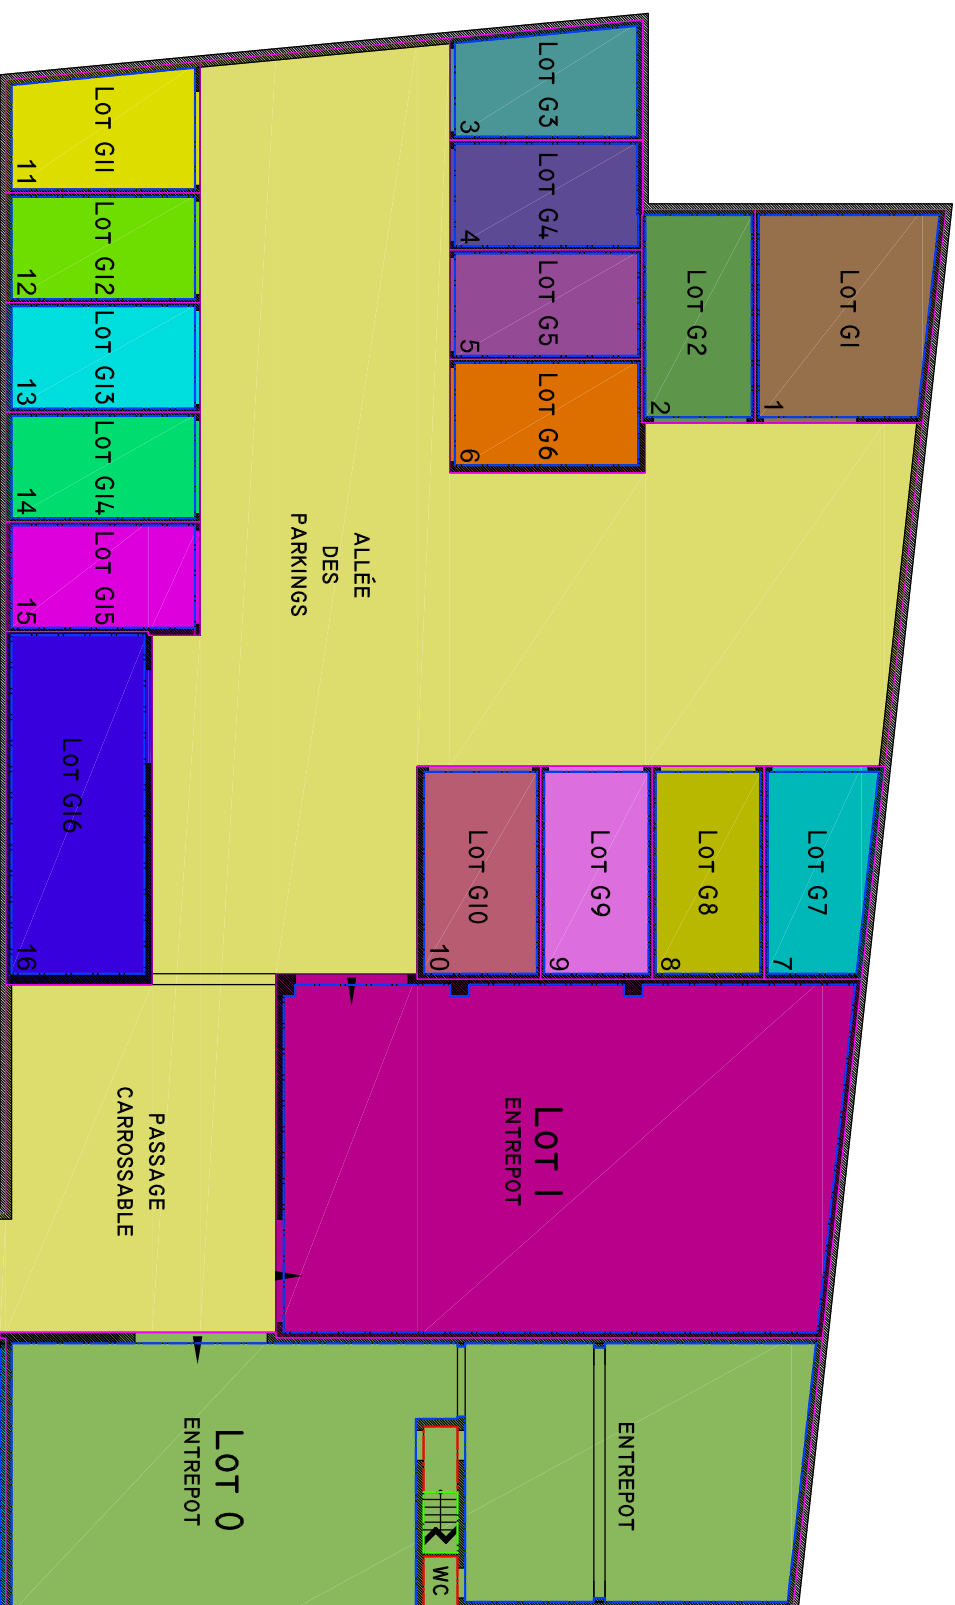 LOT G1
1
LOT G2
2
LOT G3
3
LOT G4
4
LOT G5
5
LOT G6
6
LOT G7
7
LOT G8
8
LOT G9
9
LOT G10
10
LOT G11
11
LOT G12
12
LOT G13
13
LOT G14
14
LOT G15
15
LOT G16
16
ALLÉE
DES
PARKINGS
PASSAGE
CARROSSABLE
LOT 1
ENTREPOT
LOT 0
ENTREPOT
ENTREPOT
WC